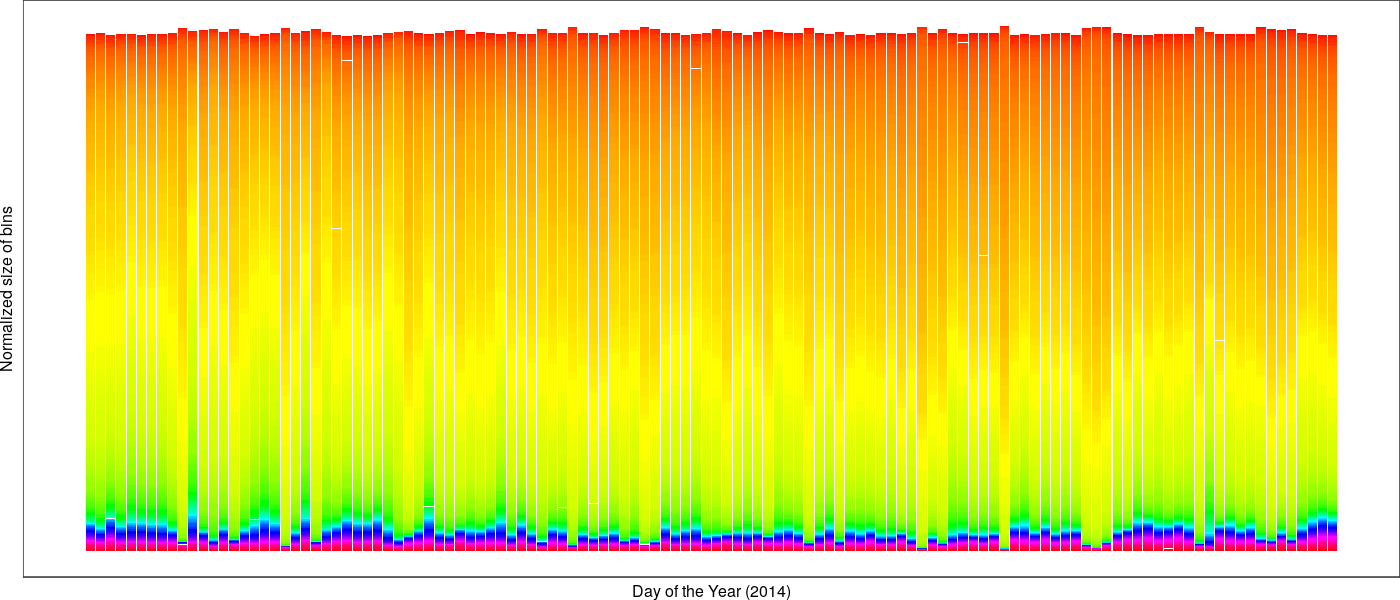 Normalized size of bins
Day of the Year (2014)